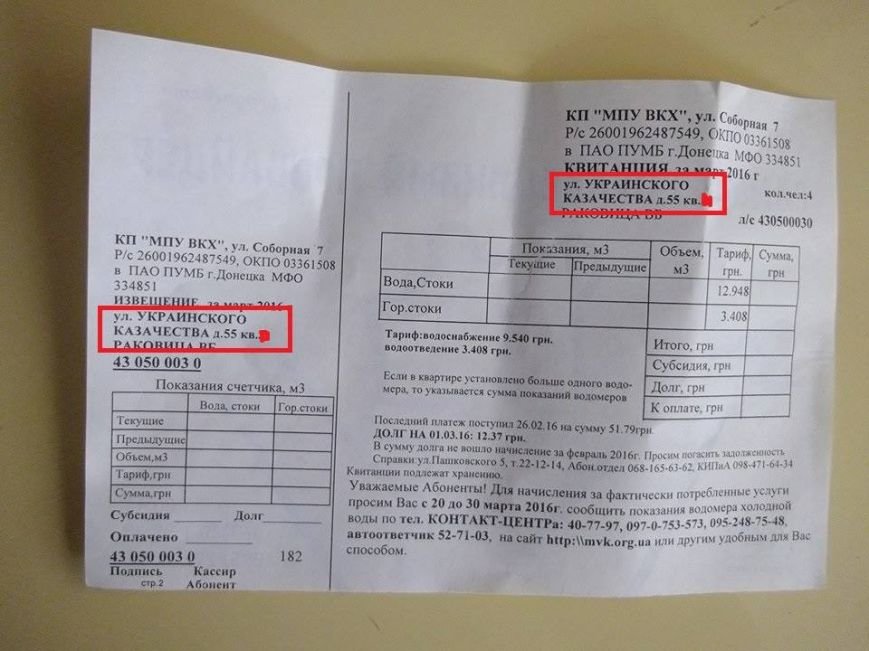 КП "МПУ ВКХ", ул. Соборная 7
Р/с 26001962487549, ОКПО 03361508
в ПАО ПУМБ г.Донецка МФО
334851
ИЗВЕЩЕНИЕ за март 2016
ул. УКРАИНСКОГО
КАЗАЧЕСТВА д.55 кв.
РАКОВИЦА ВБ
43 050 003 0
Показания счетчика, м3
Вода, стоки Гор.стоки
Текущие
Предыдущие
Объем,м3
Тариф,грн
Сумма,грн
Субсидия Долг
Оплачено
43 050 003 0 182
Подпись Кассир
стр.2 Абонент
КП "МПУ ВКХ", ул. Соборная 7
Р/с 26001962487549, ОКПО 03361508
в ПАО ПУМБ г.Донецка МФО 334851
КВИТАНЦИЯ за март 2016 г
ул. УКРАИНСКОГО кол.чел:4
КАЗАЧЕСТВА д.55 кв.
РАКОВИЦА ВБ л/с 430500030
Показания, м3 Объем, м3 Тариф, грн. Сумма, грн
Текущие Предыдущие
Вода,Стоки 12.948
Гор.стоки 3.408
Тариф:водоснабжение 9.540 грн.
водоотведение 3.408 грн.
Итого, грн
Субсидия, грн
Долг, грн
К оплате, грн
Если в квартире установлено больше одного водо-
мера, то указывается сумма показаний водомеров
Последний платеж поступил 26.02.16 на сумму 51.79грн.
ДОЛГ НА 01.03.16: 12.37 грн.
В сумму долга не вошло начисление за февраль 2016г. Просим погасить задолженность
Справки:ул.Пашковского 5, т.22-12-14, Абон.отдел 068-165-63-62, КИПиА 098-471-64-34
Квитанции подлежат хранению.
Уважаемые Абоненты! Для начисления за фактически потребленные услуги
просим Вас с 20 до 30 марта 2016г. сообщить показания водомера холодной
воды по тел. КОНТАКТ-ЦЕНТРа: 40-77-97, 097-0-753-573, 095-248-75-48,
автоответчик 52-71-03, на сайт http:\\mvk.org.ua или другим удобным для Вас
способом.